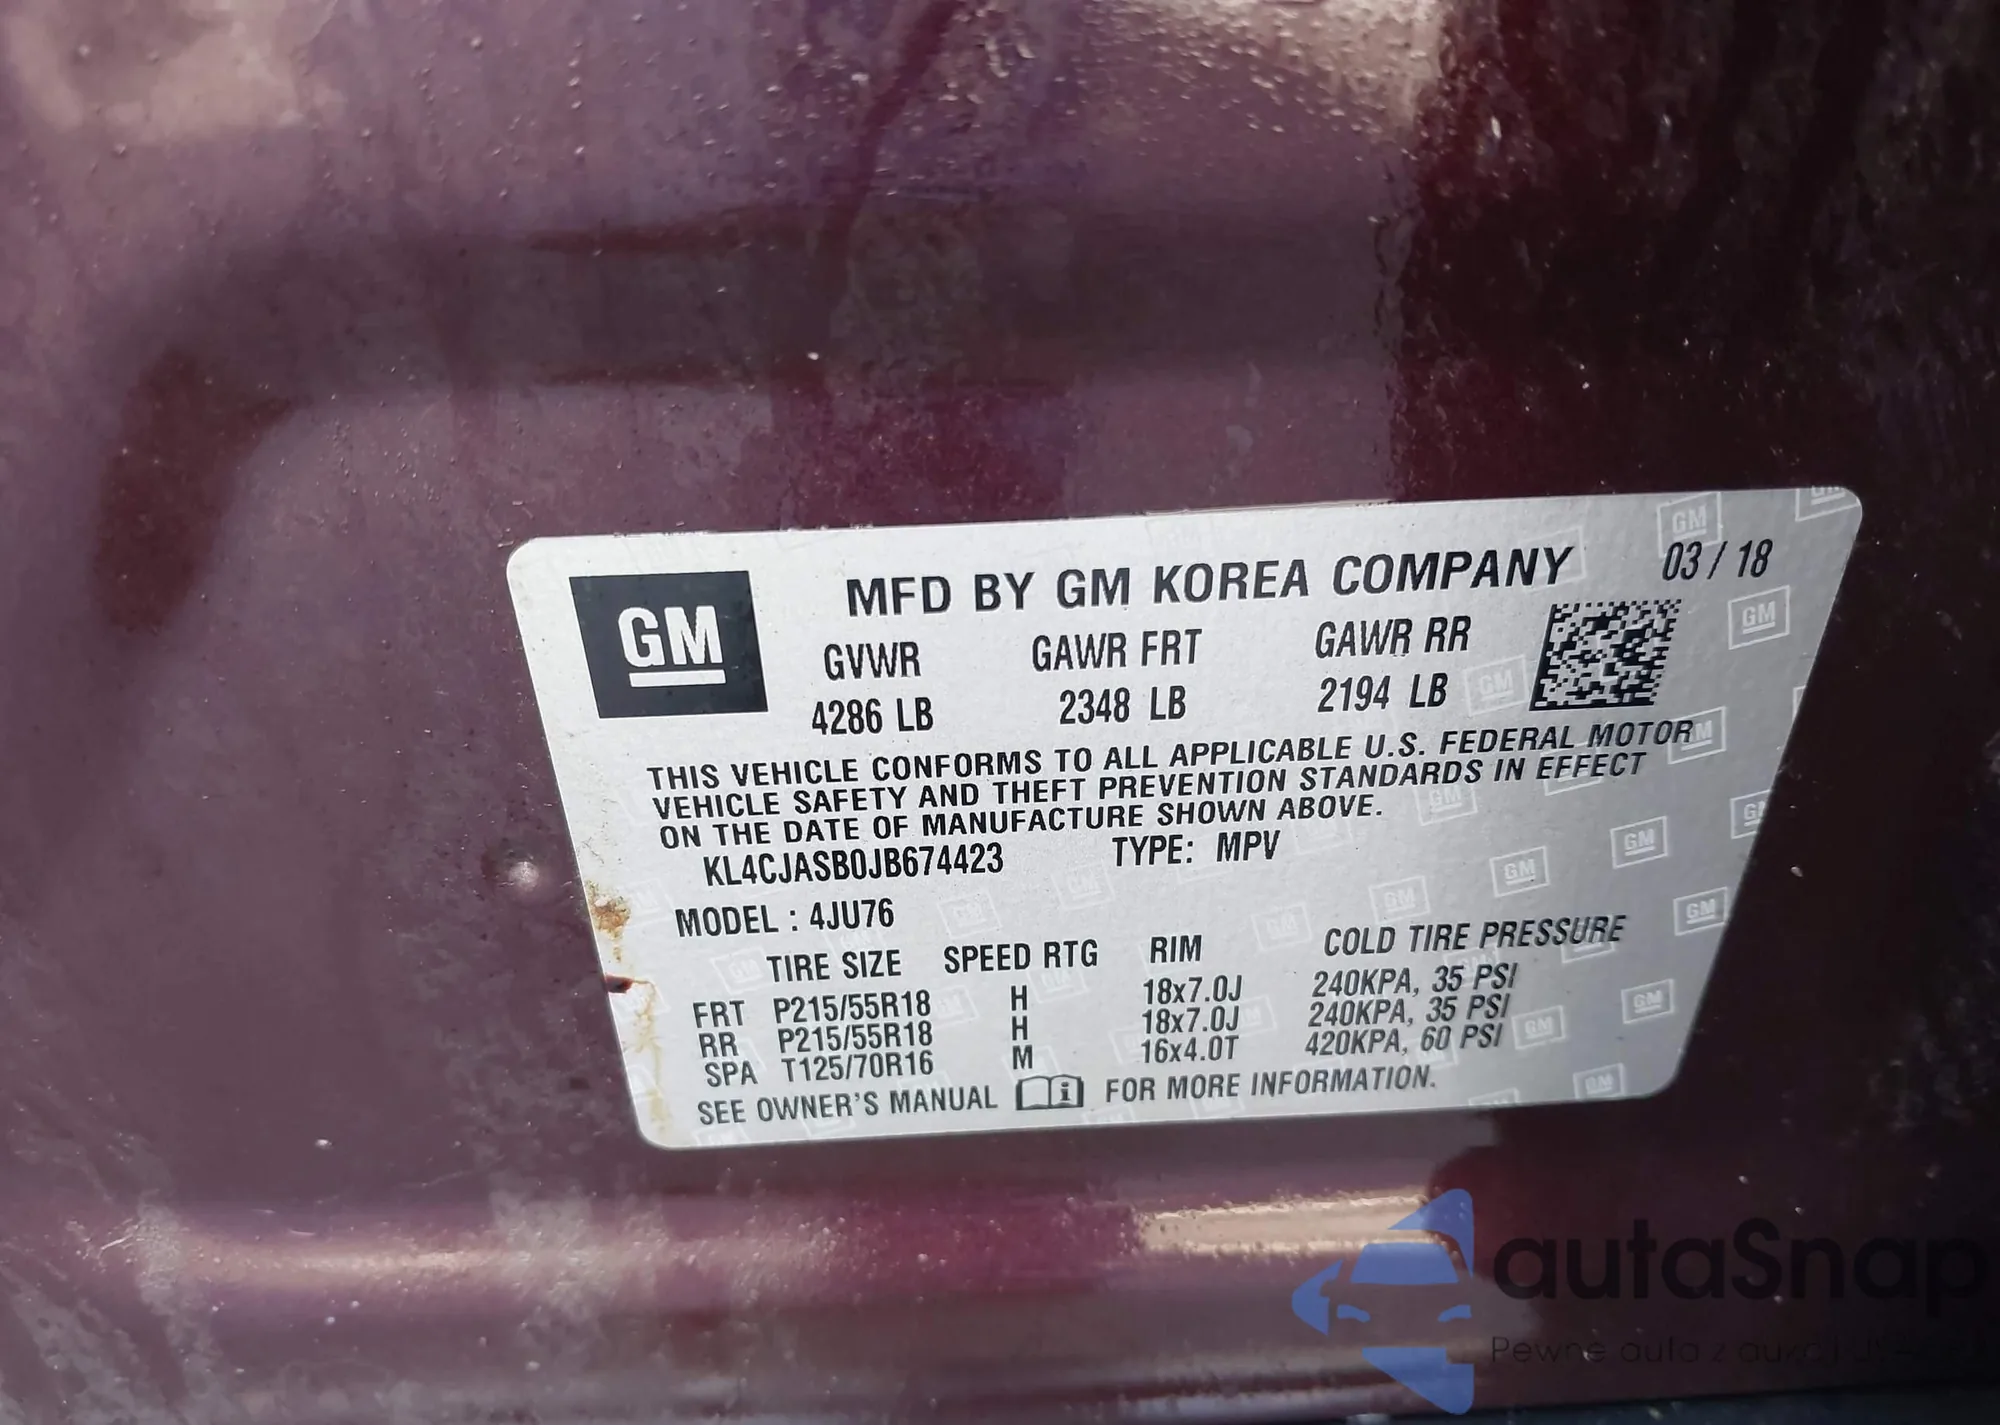 GM
MFD BY GM KOREA COMPANY 03 / 18
GVWR GAWR FRT GAWR RR
4286 LB 2348 LB 2194 LB
THIS VEHICLE CONFORMS TO ALL APPLICABLE U.S. FEDERAL MOTOR
VEHICLE SAFETY AND THEFT PREVENTION STANDARDS IN EFFECT
ON THE DATE OF MANUFACTURE SHOWN ABOVE.
KL4CJASB0JB674423 TYPE: MPV
MODEL : 4JU76
TIRE SIZE SPEED RTG RIM COLD TIRE PRESSURE
FRT P215/55R18 H 18x7.0J 240KPA, 35 PSI
RR P215/55R18 H 18x7.0J 240KPA, 35 PSI
SPA T125/70R16 M 16x4.0T 420KPA, 60 PSI
SEE OWNER'S MANUAL FOR MORE INFORMATION.
autaSnap
Pewne auta z